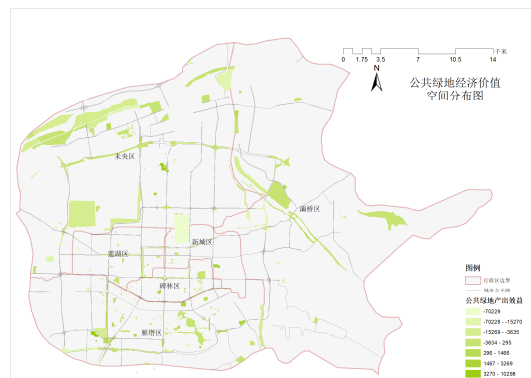 0 1.75 3.5 7 10.5 14 千米
N
公共绿地经济价值
空间分布图
未央区
灞桥区
新城区
莲湖区
碑林区
雁塔区
图例
行政区边界
城市主干路
公共绿地产出效益
-70229
-70228 - -15270
-15269 - -3635
-3634 - 295
296 - 1466
1467 - 3269
3270 - 10298